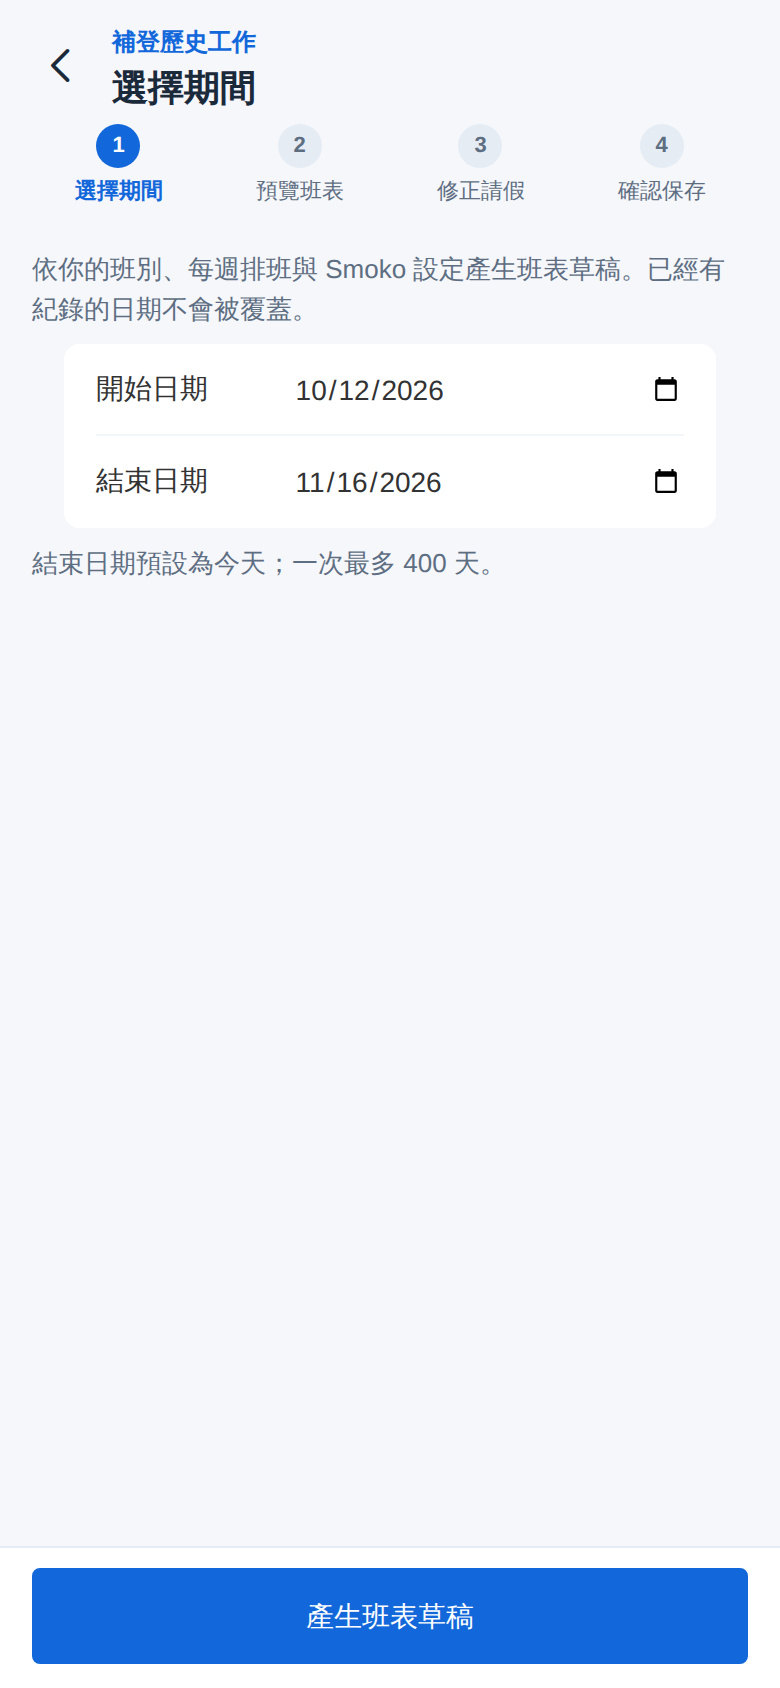 補登歷史工作
選擇期間
1
2
3
4
選擇期間
預覽班表
修正請假
確認保存
依你的班別、每週排班與 Smoko 設定產生班表草稿。已經有
紀錄的日期不會被覆蓋。
開始日期 10/12/2026
結束日期 11/16/2026
結束日期預設為今天；一次最多 400 天。
產生班表草稿